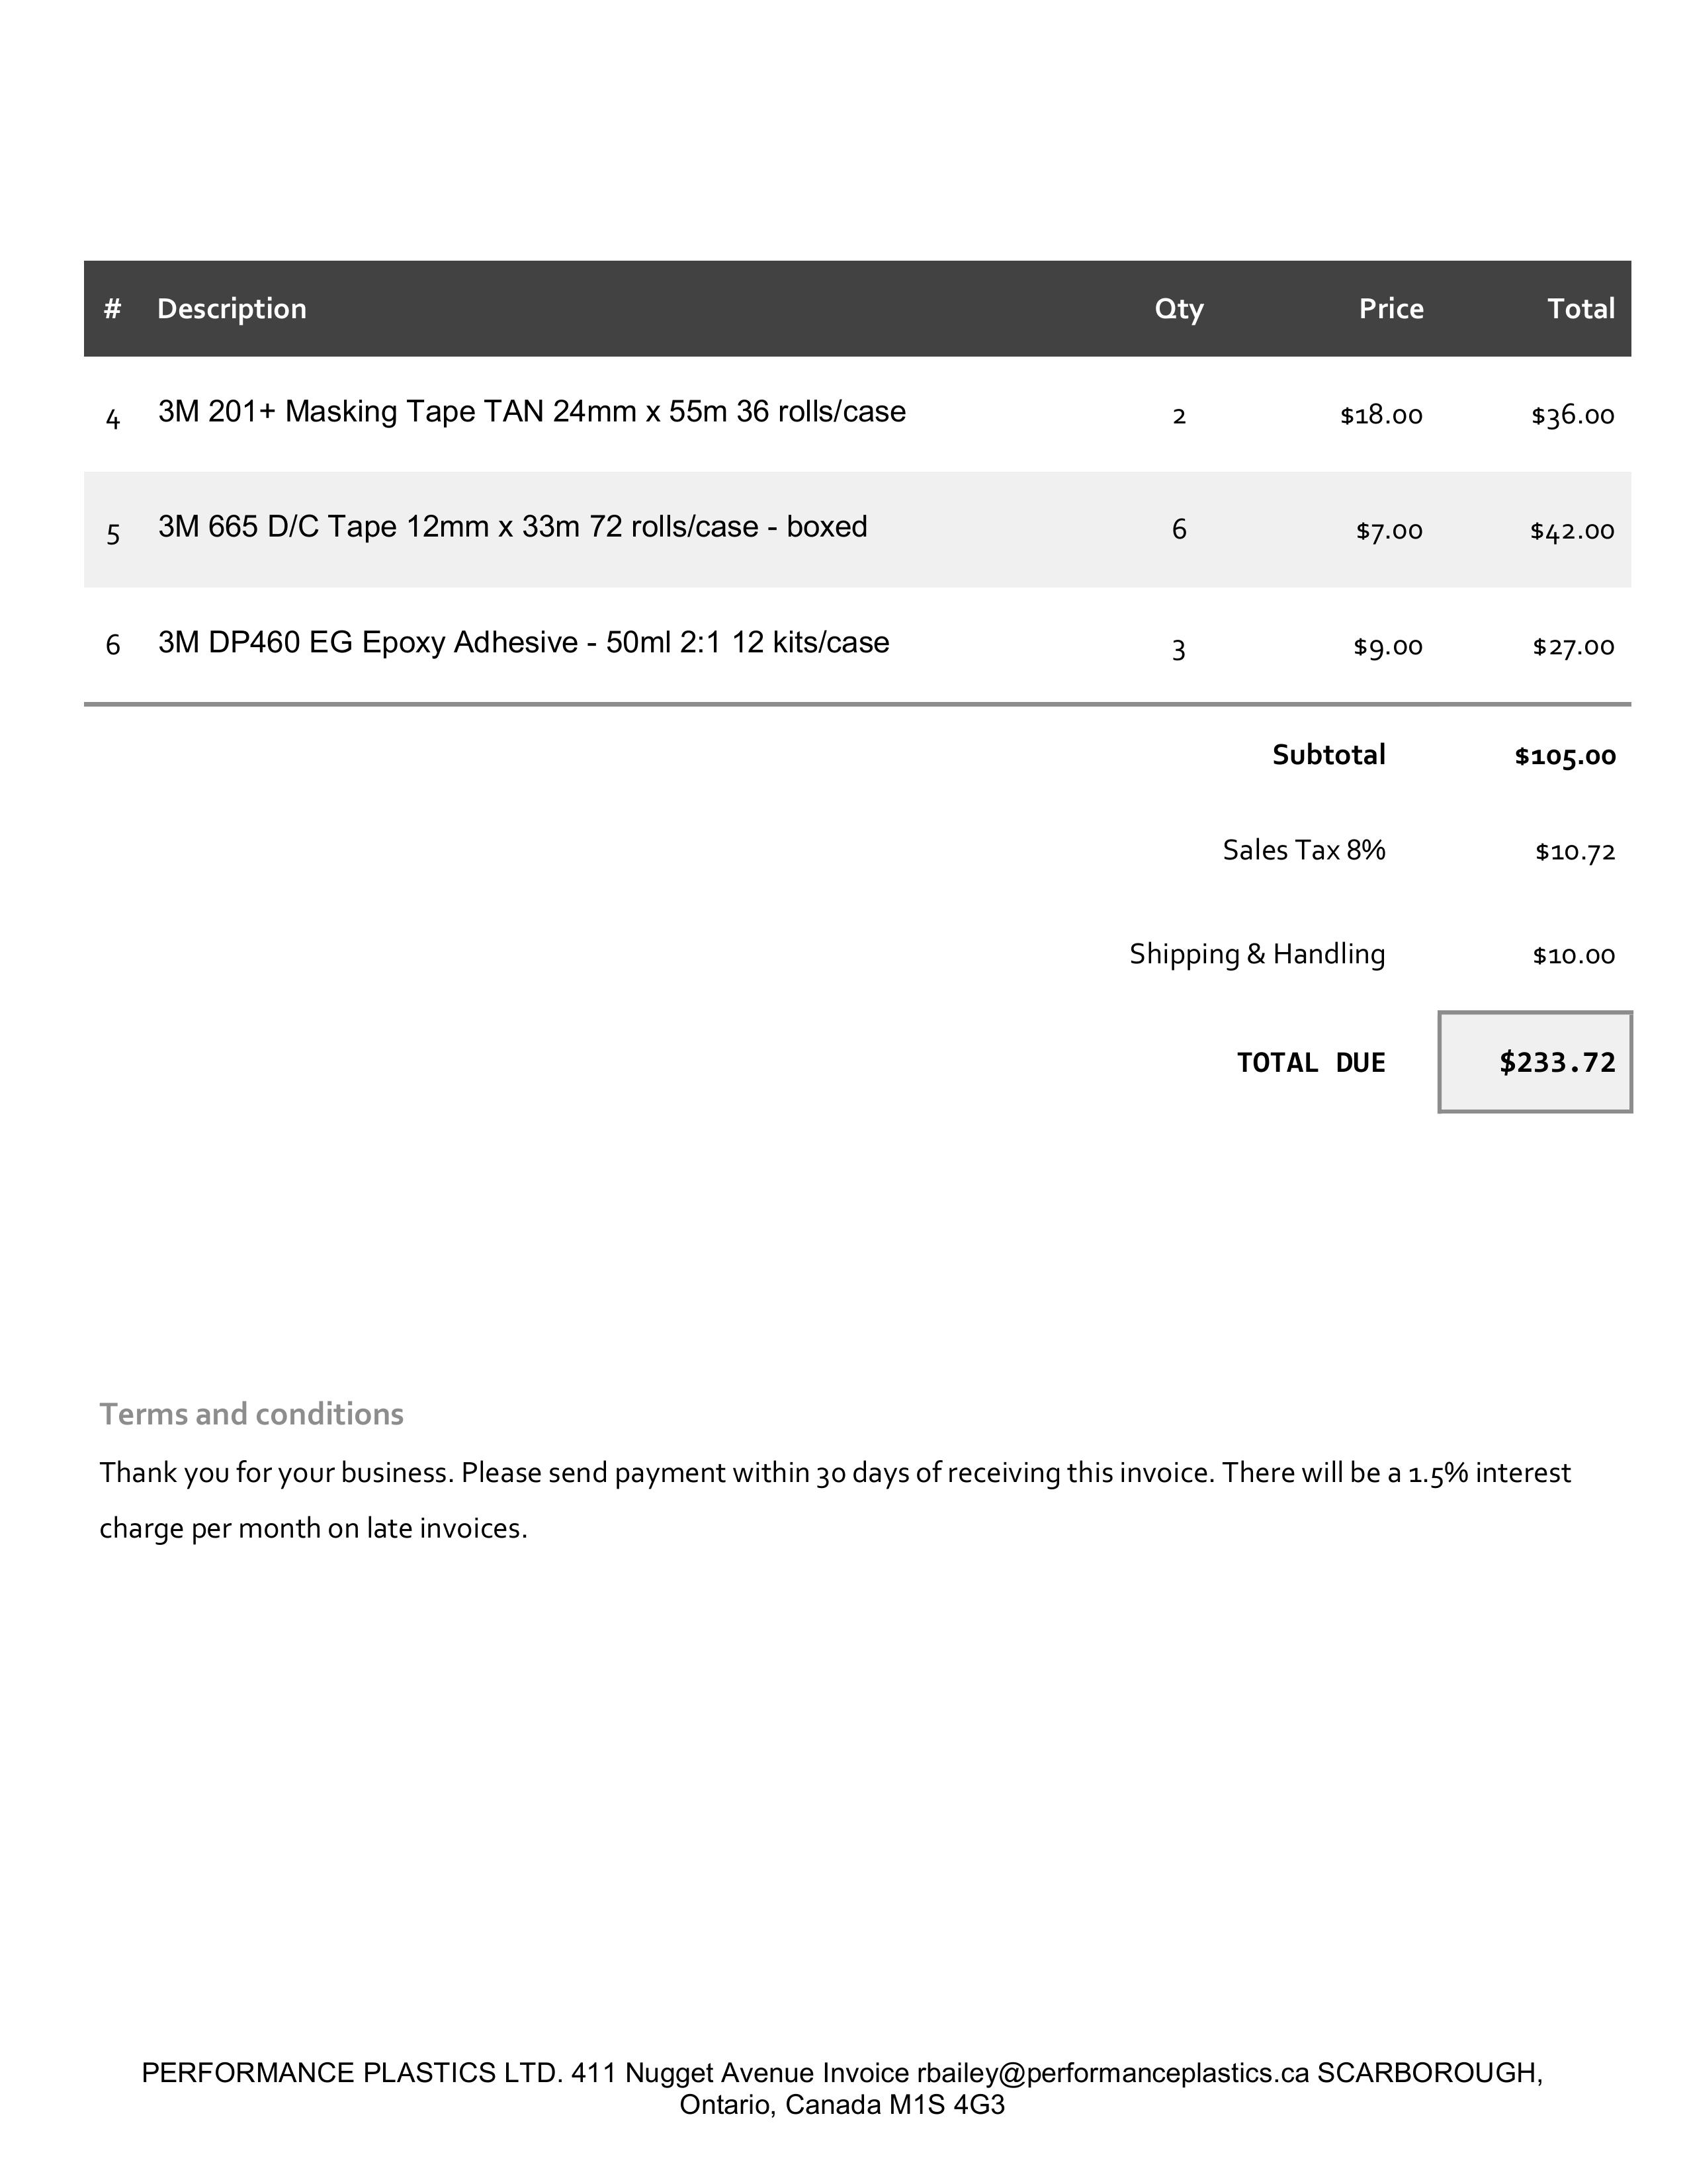 # Description Qty Price Total
4 3M 201+ Masking Tape TAN 24mm x 55m 36 rolls/case 2 $18.00 $36.00
5 3M 665 D/C Tape 12mm x 33m 72 rolls/case - boxed 6 $7.00 $42.00
6 3M DP460 EG Epoxy Adhesive - 50ml 2:1 12 kits/case 3 $9.00 $27.00
Subtotal $105.00
Sales Tax 8% $10.72
Shipping & Handling $10.00
TOTAL DUE $233.72
Terms and conditions
Thank you for your business. Please send payment within 30 days of receiving this invoice. There will be a 1.5% interest
charge per month on late invoices.
PERFORMANCE PLASTICS LTD. 411 Nugget Avenue Invoice rbailey@performanceplastics.ca SCARBOROUGH,
Ontario, Canada M1S 4G3